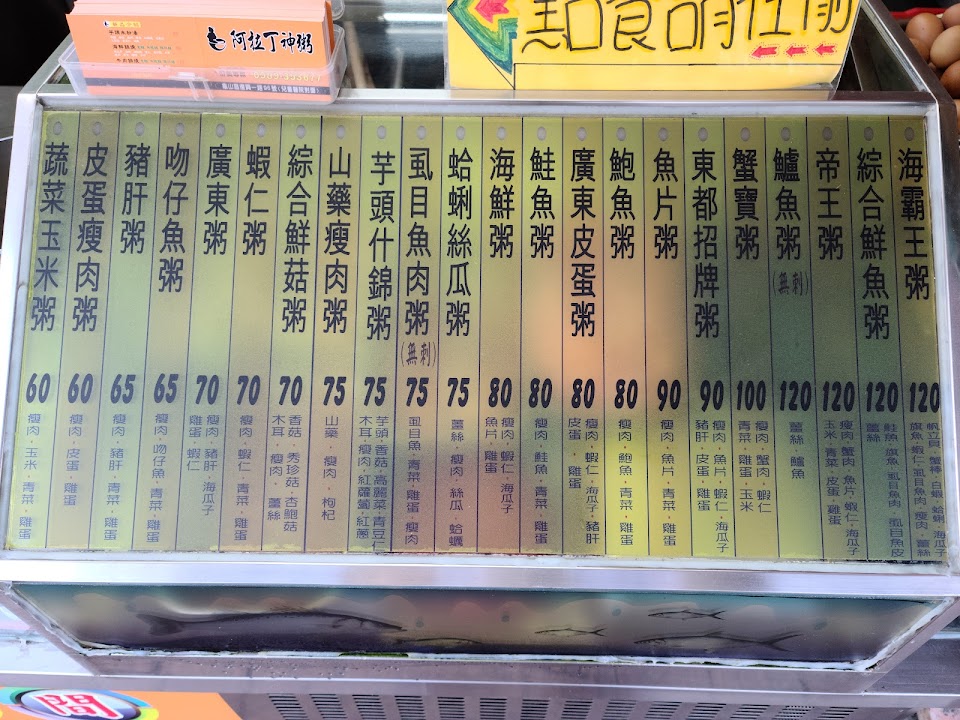 阿拉丁神粥
點食請往前
蔬菜玉米粥 60 瘦肉．玉米．青菜．雞蛋
皮蛋瘦肉粥 60 瘦肉．皮蛋．雞蛋
豬肝粥 65 瘦肉．豬肝．青菜．雞蛋
吻仔魚粥 65 瘦肉．吻仔魚．青菜．雞蛋
廣東粥 70 瘦肉．豬肝．海瓜子．雞蛋．蝦仁
蝦仁粥 70 瘦肉．蝦仁．青菜．雞蛋
綜合鮮菇粥 70 香菇．秀珍菇．杏鮑菇．木耳．瘦肉．薑絲
山藥瘦肉粥 75 山藥．瘦肉．枸杞
芋頭什錦粥 75 芋頭．香菇．高麗菜．青豆仁．木耳．瘦肉．紅蘿蔔．紅蔥
虱目魚肉粥(無刺) 75 虱目魚．青菜．雞蛋．瘦肉
蛤蜊絲瓜粥 75 薑絲．瘦肉．絲瓜．蛤蠣
海鮮粥 80 瘦肉．蝦仁．海瓜子．魚片．雞蛋
鮭魚粥 80 瘦肉．鮭魚．青菜．雞蛋
廣東皮蛋粥 80 瘦肉．蝦仁．海瓜子．豬肝．皮蛋．雞蛋
鮑魚粥 80 瘦肉．鮑魚．青菜．雞蛋
魚片粥 90 瘦肉．魚片．青菜．雞蛋
東都招牌粥 90 瘦肉．魚片．蝦仁．海瓜子．豬肝．青菜．雞蛋
蟹寶粥 100 瘦肉．蟹肉．蝦仁．青菜．雞蛋．玉米
鱸魚粥(無刺) 120 薑絲．鱸魚
帝王粥 120 瘦肉．蟹肉．魚片．蝦仁．海瓜子．玉米．青菜．皮蛋．雞蛋
綜合鮮魚粥 120 鮭魚．旗魚．虱目魚肉．虱目魚皮．薑絲
海霸王粥 120 帆立貝．蟹棒．白蝦．蛤蜊．海瓜子．旗魚．蝦仁．虱目魚肉．瘦肉．薑絲
閱